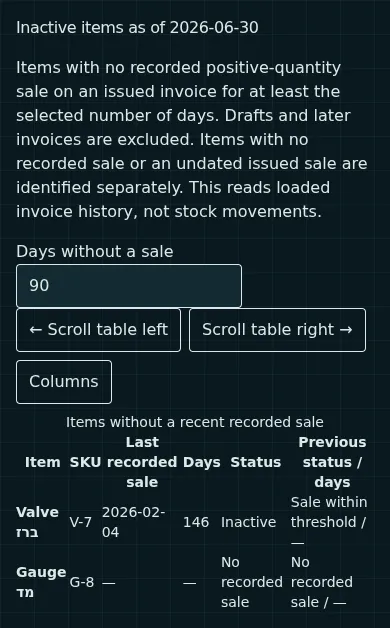 Inactive items as of 2026-06-30
Items with no recorded positive-quantity
sale on an issued invoice for at least the
selected number of days. Drafts and later
invoices are excluded. Items with no
recorded sale or an undated issued sale are
identified separately. This reads loaded
invoice history, not stock movements.
Days without a sale
90
← Scroll table left Scroll table right →
Columns
Items without a recent recorded sale
Item SKU Last recorded sale Days Status Previous status / days
Valve ברז V-7 2026-02-04 146 Inactive Sale within threshold / —
Gauge מד G-8 — — No recorded sale No recorded sale / —